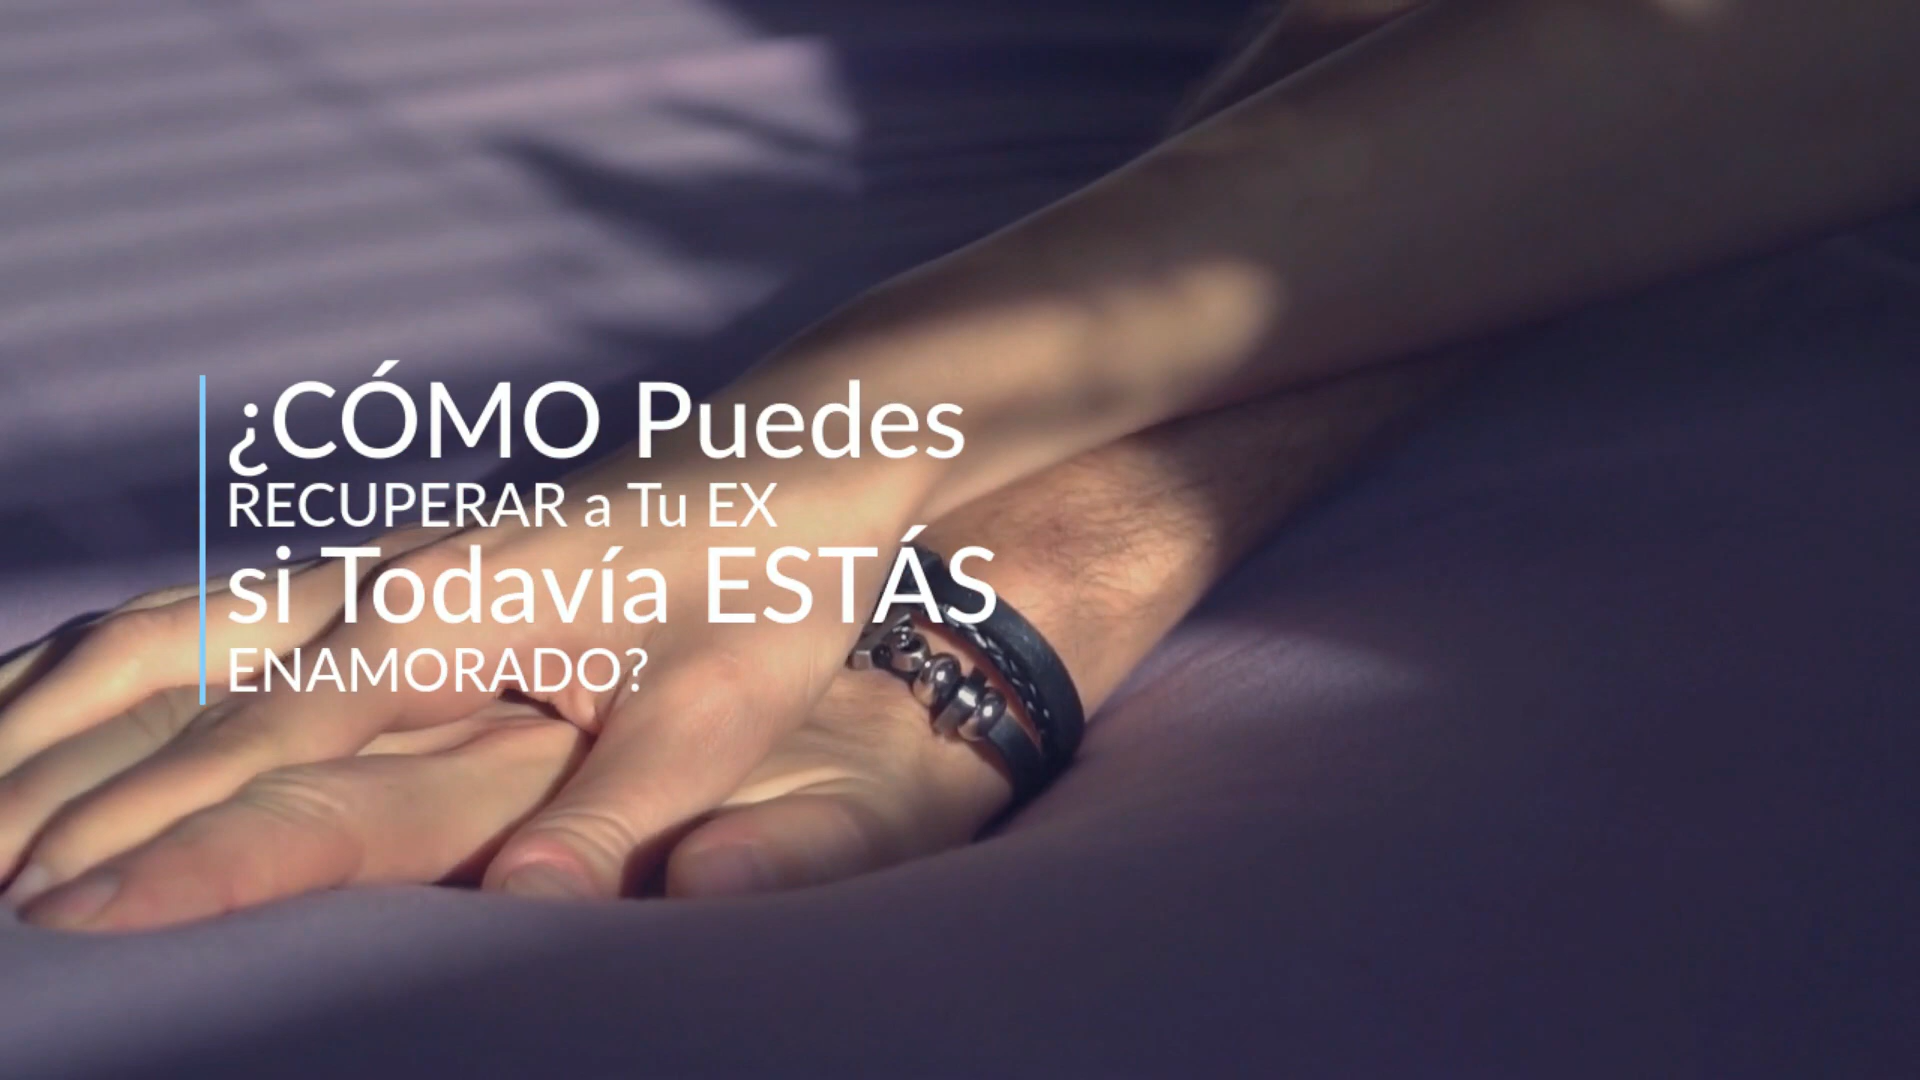 ¿CÓMO Puedes
RECUPERAR a Tu EX
si Todavía ESTÁS
ENAMORADO?